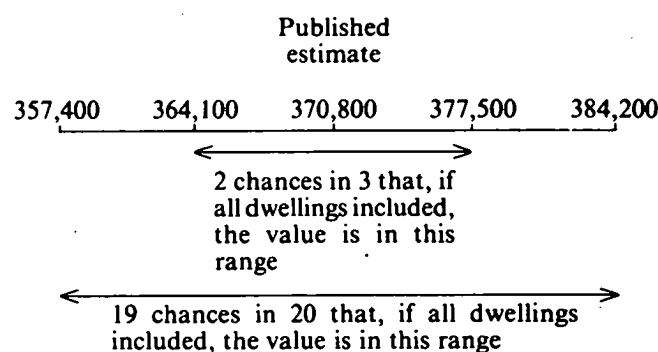 Published
estimate
357,400 364,100 370,800 377,500 384,200
2 chances in 3 that, if
all dwellings included,
the value is in this
range
19 chances in 20 that, if all dwellings
included, the value is in this range